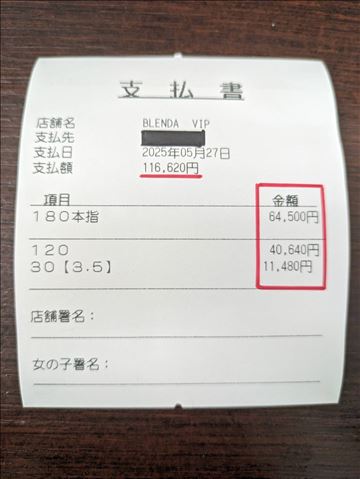 支払書
店舗名 BLENDA VIP
支払先
支払日 2025年05月27日
支払額 116,620円
項目 金額
180本指 64,500円
120 40,640円
30【3.5】 11,480円
店舗署名:
女の子署名: